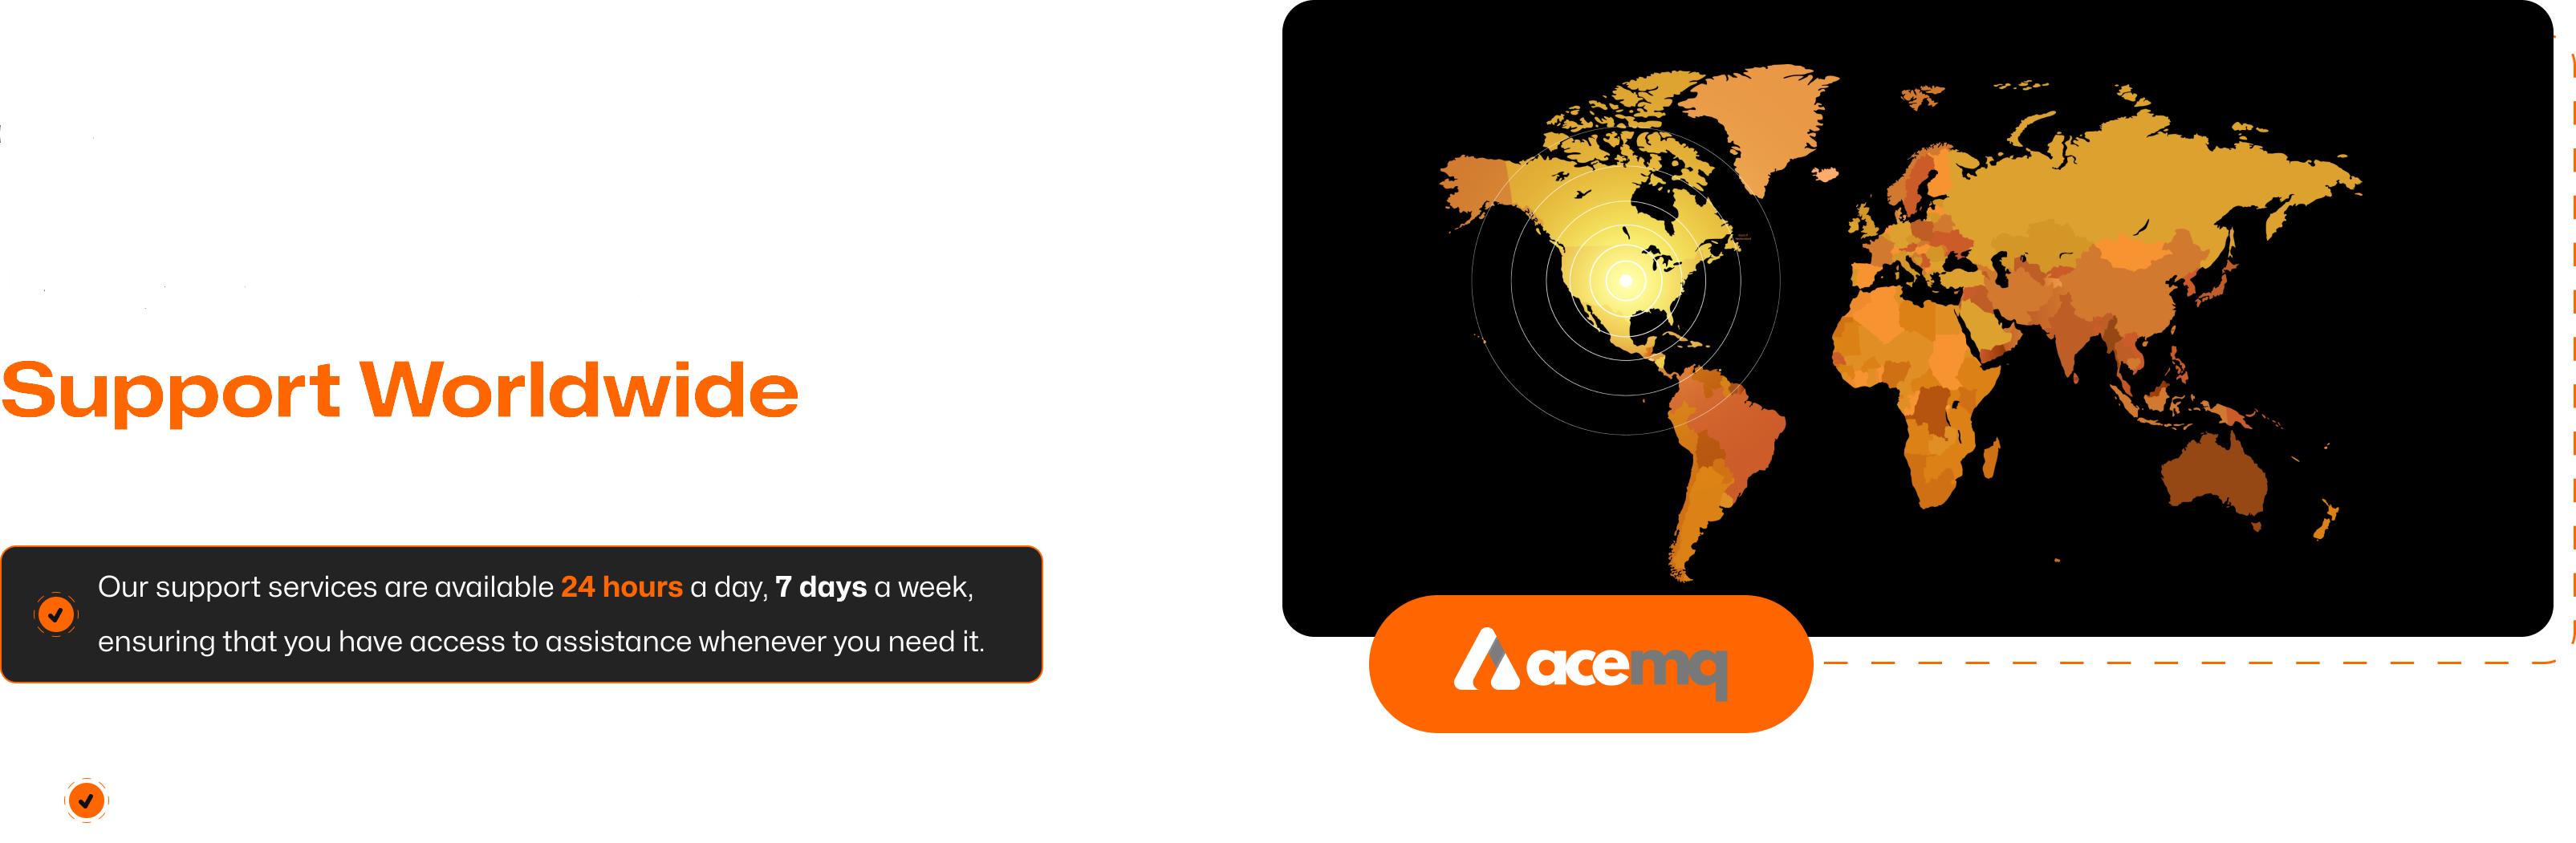 Support Worldwide
Our support services are available 24 hours a day, 7 days a week,
ensuring that you have access to assistance whenever you need it.
acemq